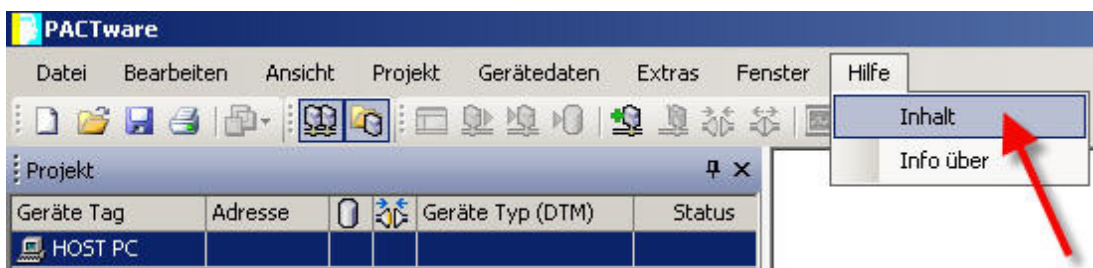 PACTware
Datei Bearbeiten Ansicht Projekt Gerätedaten Extras Fenster Hilfe
Inhalt
Info über
Projekt
Geräte Tag Adresse Geräte Typ (DTM) Status
HOST PC